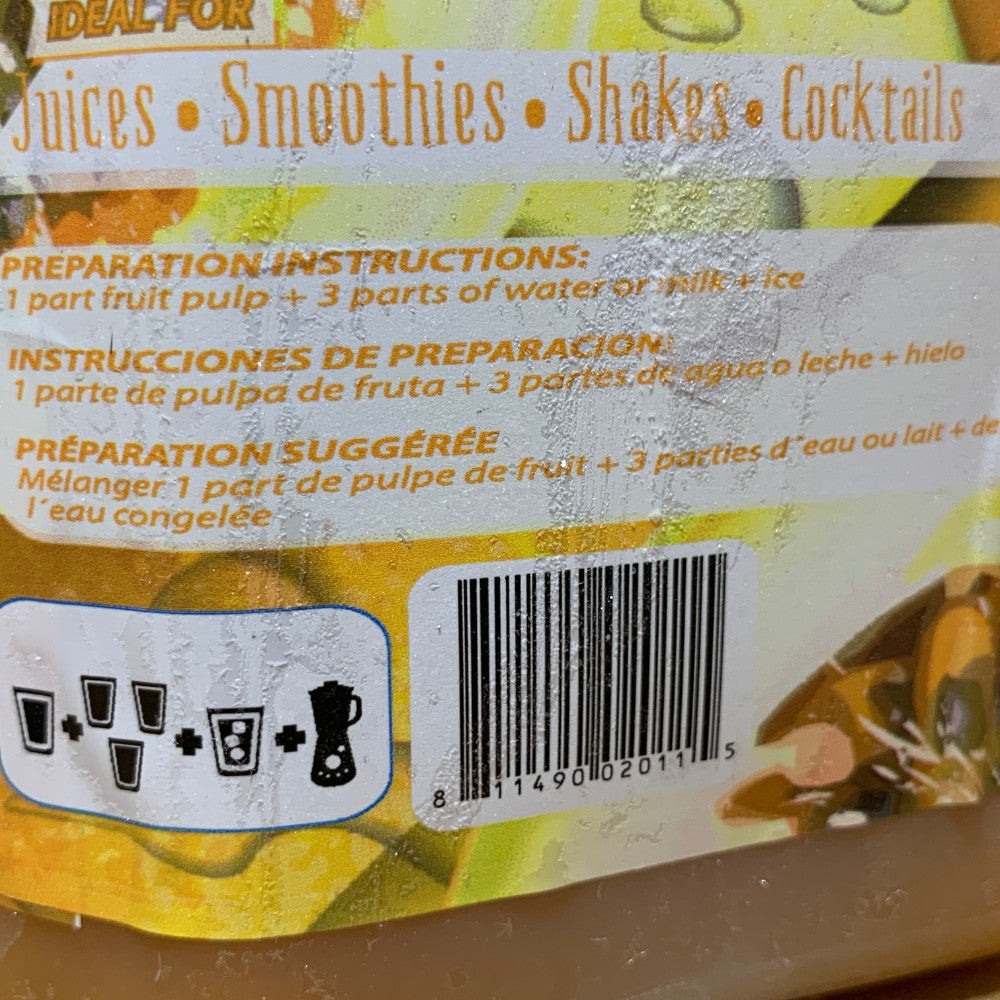 IDEAL FOR
Juices • Smoothies • Shakes • Cocktails
PREPARATION INSTRUCTIONS:
1 part fruit pulp + 3 parts of water or milk + ice
INSTRUCCIONES DE PREPARACION:
1 parte de pulpa de fruta + 3 partes de agua o leche + hielo
PRÉPARATION SUGGÉRÉE
Mélanger 1 part de pulpe de fruit + 3 parties d´eau ou lait + de
l´eau congelée
8 11490 02011 5